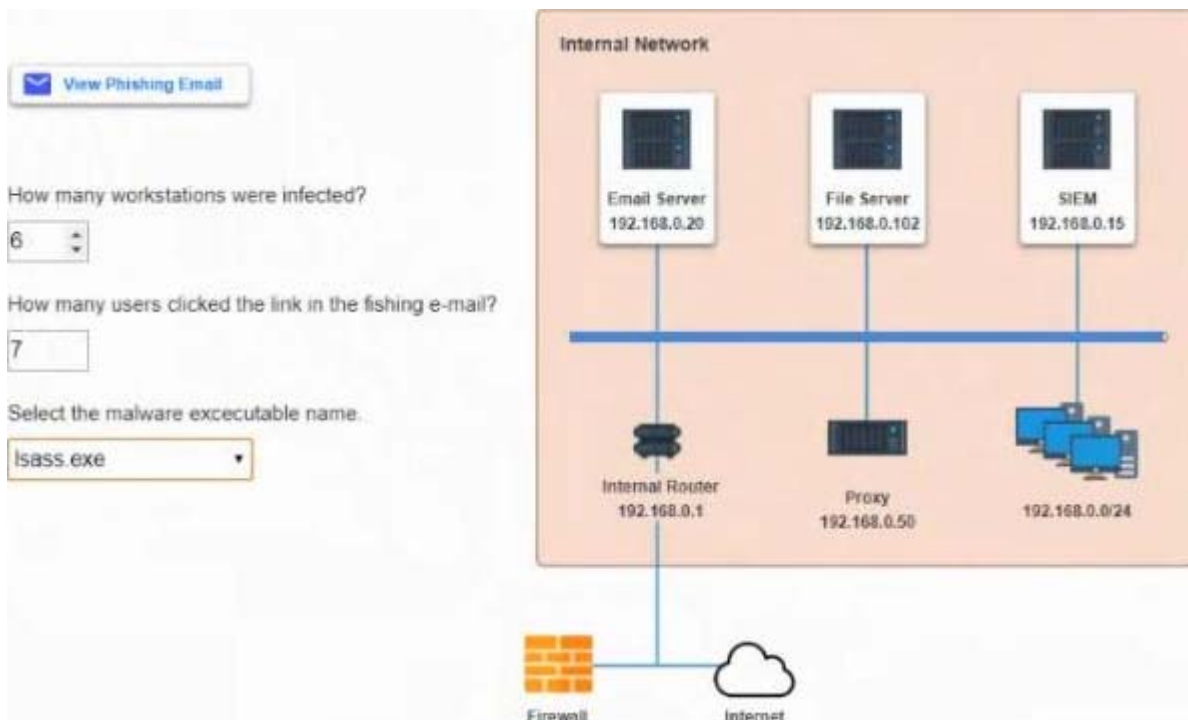 View Phishing Email
How many workstations were infected?
6
How many users clicked the link in the fishing e-mail?
7
Select the malware excecutable name.
lsass.exe
Internal Network
Email Server
192.168.0.20
File Server
192.168.0.102
SIEM
192.168.0.15
Internal Router
192.168.0.1
Proxy
192.168.0.50
192.168.0.0/24
Firewall
Internet